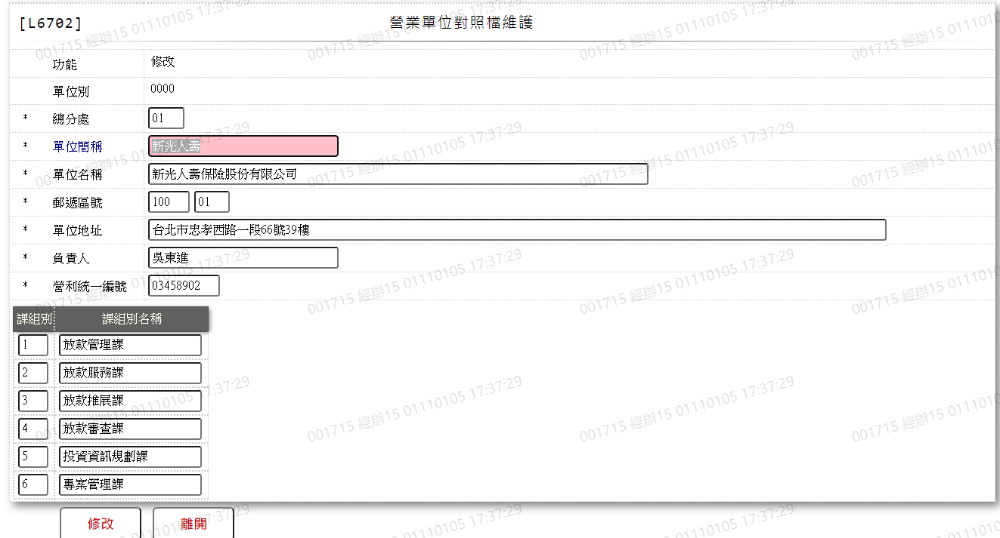 [L6702] 營業單位對照檔維護
功能 修改
單位別 0000
* 總分處 01
* 單位簡稱 新光人壽
* 單位名稱 新光人壽保險股份有限公司
* 郵遞區號 100 01
* 單位地址 台北市忠孝西路一段66號39樓
* 負責人 吳東進
* 營利統一編號 03458902
課組別 課組別名稱
1 放款管理課
2 放款服務課
3 放款推展課
4 放款審查課
5 投資資訊規劃課
6 專案管理課
修改 離開
001715 經辦15 01110105 17:37:29